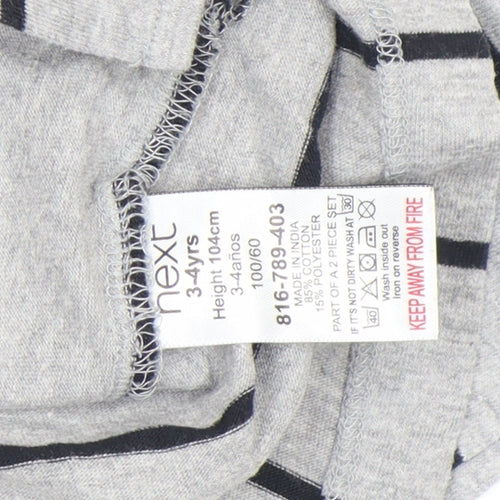 next
3-4yrs
Height 104cm
3-4años
100/60
816-789-403
MADE IN INDIA
85% COTTON
15% POLYESTER
PART OF A 2 PIECE SET
IF IT'S NOT DIRTY WASH AT 30
40
Wash inside out
Iron on reverse
KEEP AWAY FROM FIRE